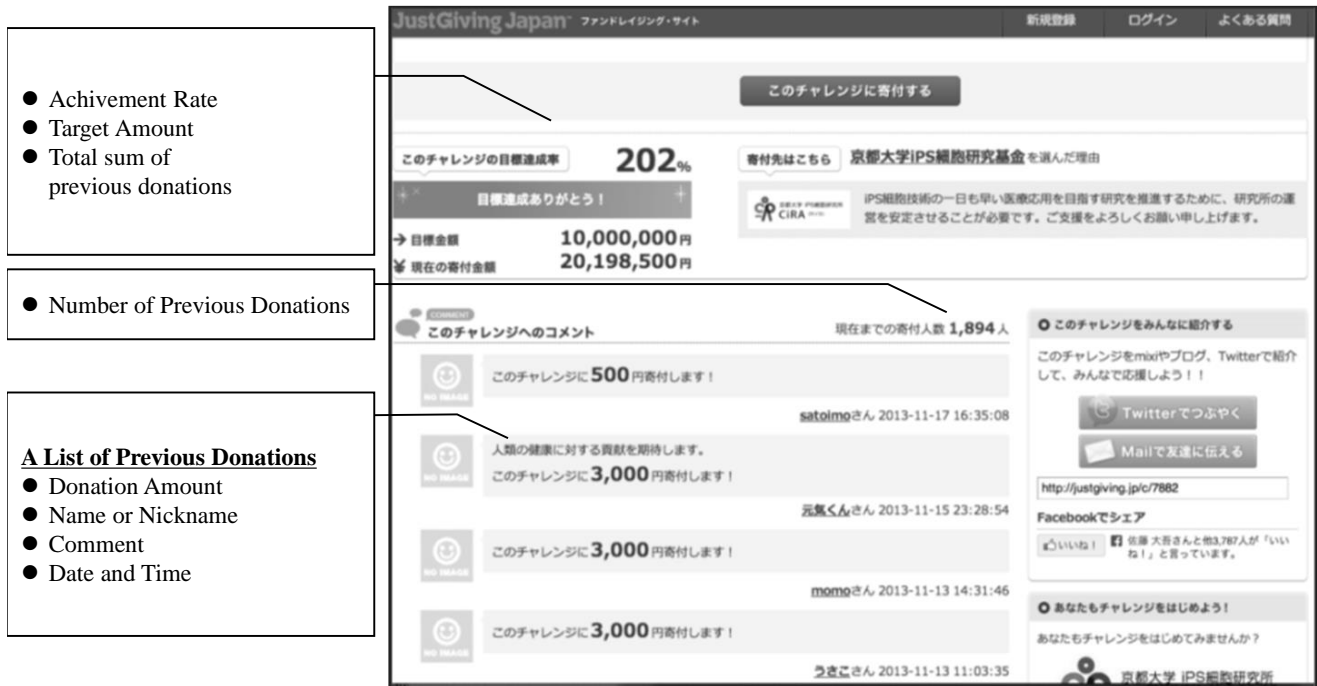 ● Achivement Rate
● Target Amount
● Total sum of
previous donations
● Number of Previous Donations
A List of Previous Donations
● Donation Amount
● Name or Nickname
● Comment
● Date and Time
JustGiving Japan ファンドレイジング・サイト
新規登録 ログイン よくある質問
このチャレンジに寄付する
このチャレンジの目標達成率 202%
目標達成ありがとう！
→ 目標金額 10,000,000円
¥ 現在の寄付金額 20,198,500円
寄付先はこちら 京都大学iPS細胞研究基金を選んだ理由
CiRA
iPS細胞技術の一日も早い医療応用を目指す研究を推進するために、研究所の運
営を安定させることが必要です。ご支援をよろしくお願い申し上げます。
COMMENT
このチャレンジへのコメント 現在までの寄付人数 1,894人
NO IMAGE
このチャレンジに500円寄付します！
satoimoさん 2013-11-17 16:35:08
NO IMAGE
人類の健康に対する貢献を期待します。
このチャレンジに3,000円寄付します！
元気くんさん 2013-11-15 23:28:54
NO IMAGE
このチャレンジに3,000円寄付します！
momoさん 2013-11-13 14:31:46
NO IMAGE
このチャレンジに3,000円寄付します！
うさこさん 2013-11-13 11:03:35
このチャレンジをみんなに紹介する
このチャレンジをmixiやブログ、Twitterで紹介
して、みんなで応援しよう！！
Twitterでつぶやく
Mailで友達に伝える
http://justgiving.jp/c/7882
Facebookでシェア
いいね！ 佐藤 大吾さんと他3,787人が「いい
ね！」と言っています。
あなたもチャレンジをはじめよう！
あなたもチャレンジをはじめてみませんか？
京都大学 iPS細胞研究所